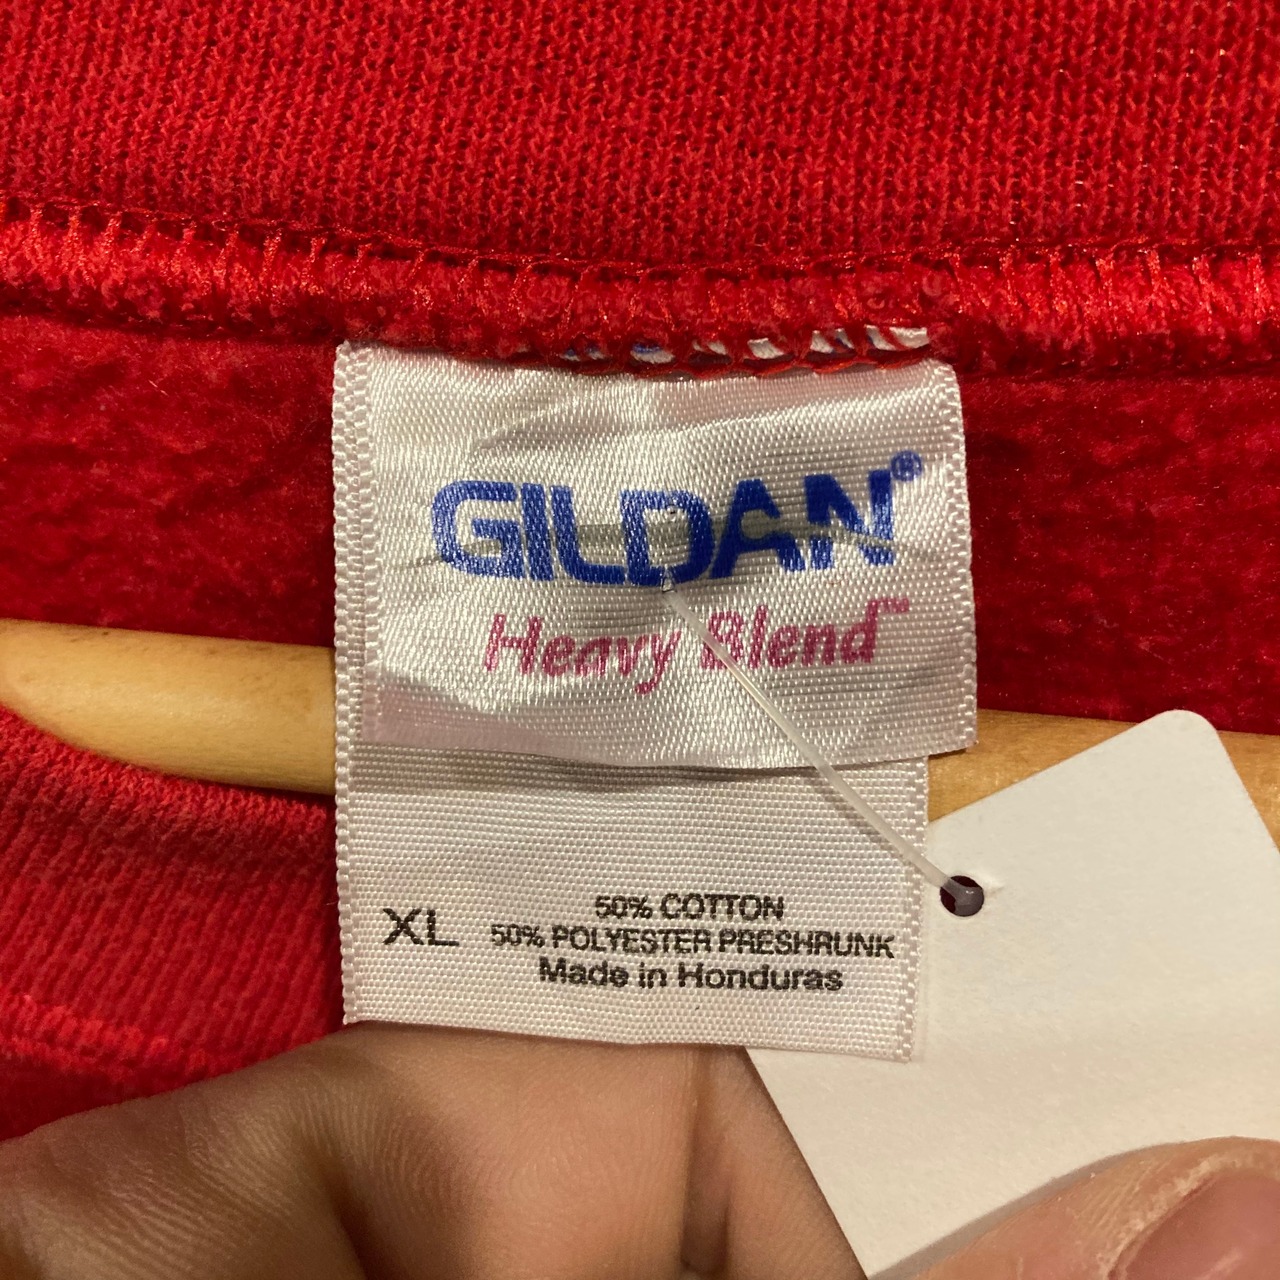 GILDAN®
Heavy Blend™
XL
50% COTTON
50% POLYESTER PRESHRUNK
Made in Honduras